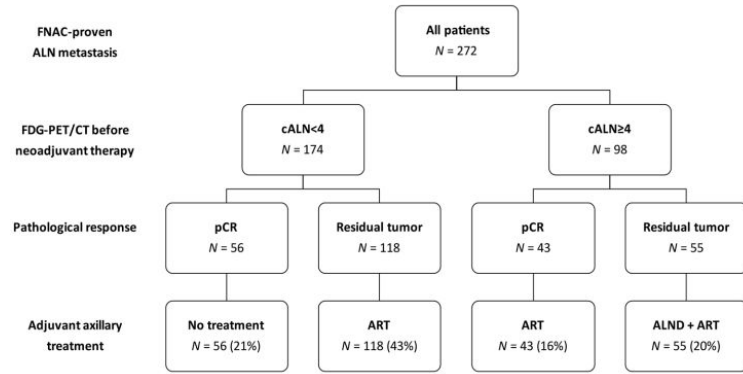 FNAC-proven
ALN metastasis
All patients
N = 272
FDG-PET/CT before
neoadjuvant therapy
cALN<4
N = 174
cALN≥4
N = 98
Pathological response
pCR
N = 56
Residual tumor
N = 118
pCR
N = 43
Residual tumor
N = 55
Adjuvant axillary
treatment
No treatment
N = 56 (21%)
ART
N = 118 (43%)
ART
N = 43 (16%)
ALND + ART
N = 55 (20%)